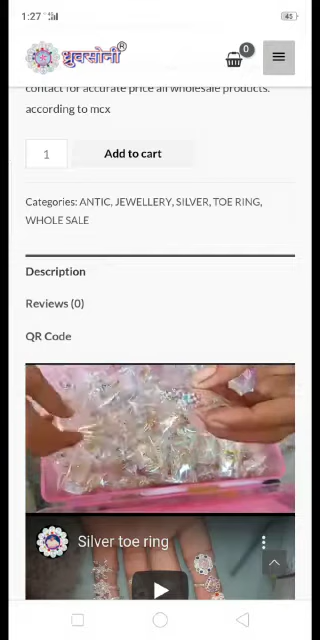 1:27
45
ध्रुवसोनी®
0
contact for accurate price all wholesale products.
according to mcx
1
Add to cart
Categories: ANTIC, JEWELLERY, SILVER, TOE RING,
WHOLE SALE
Description
Reviews (0)
QR Code
Silver toe ring